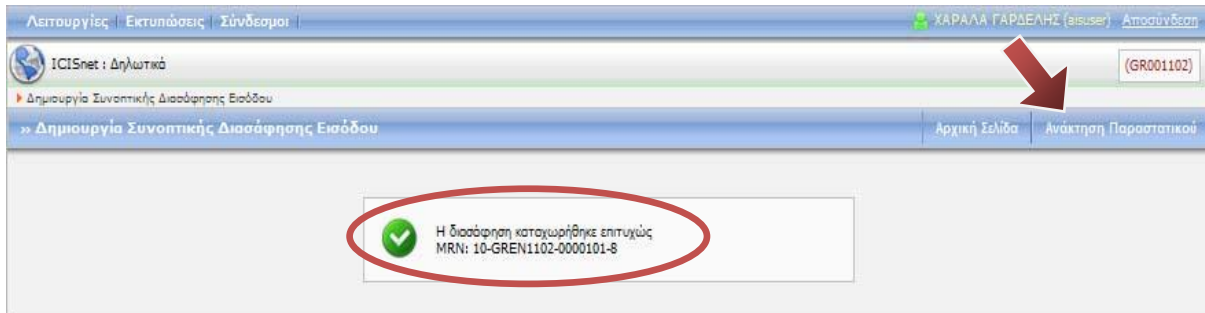 Λειτουργίες | Εκτυπώσεις | Σύνδεσμοι |
ΧΑΡΑΛΑ ΓΑΡΔΕΛΗΣ (aisuser) Αποσύνδεση
ICISnet : Δηλωτικά
(GR001102)
Δημιουργία Συνοπτικής Διασάφησης Εισόδου
» Δημιουργία Συνοπτικής Διασάφησης Εισόδου
Αρχική Σελίδα | Ανάκτηση Παραστατικού
Η διασάφηση καταχωρήθηκε επιτυχώς
MRN: 10-GREN1102-0000101-8